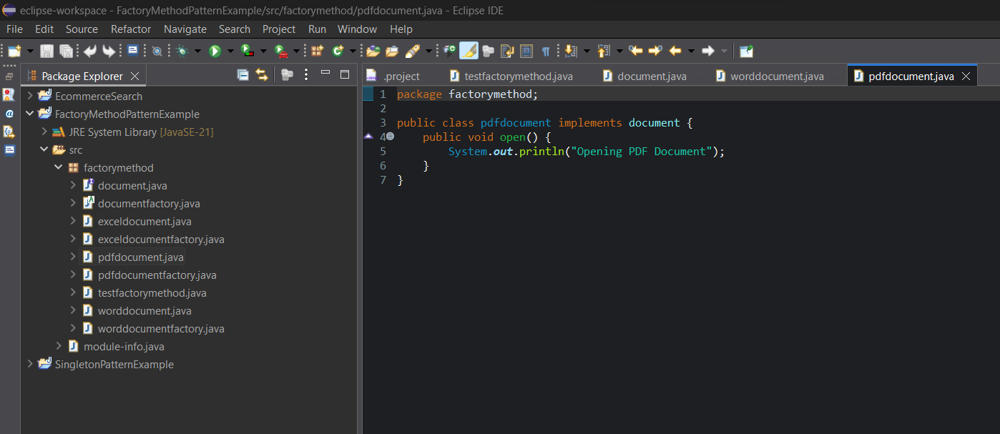 eclipse-workspace - FactoryMethodPatternExample/src/factorymethod/pdfdocument.java - Eclipse IDE
File Edit Source Refactor Navigate Search Project Run Window Help
Package Explorer
EcommerceSearch
FactoryMethodPatternExample
JRE System Library [JavaSE-21]
src
factorymethod
document.java
documentfactory.java
exceldocument.java
exceldocumentfactory.java
pdfdocument.java
pdfdocumentfactory.java
testfactorymethod.java
worddocument.java
worddocumentfactory.java
module-info.java
SingletonPatternExample
.project testfactorymethod.java document.java worddocument.java pdfdocument.java
1 package factorymethod;
2
3 public class pdfdocument implements document {
4 public void open() {
5 System.out.println("Opening PDF Document");
6 }
7 }